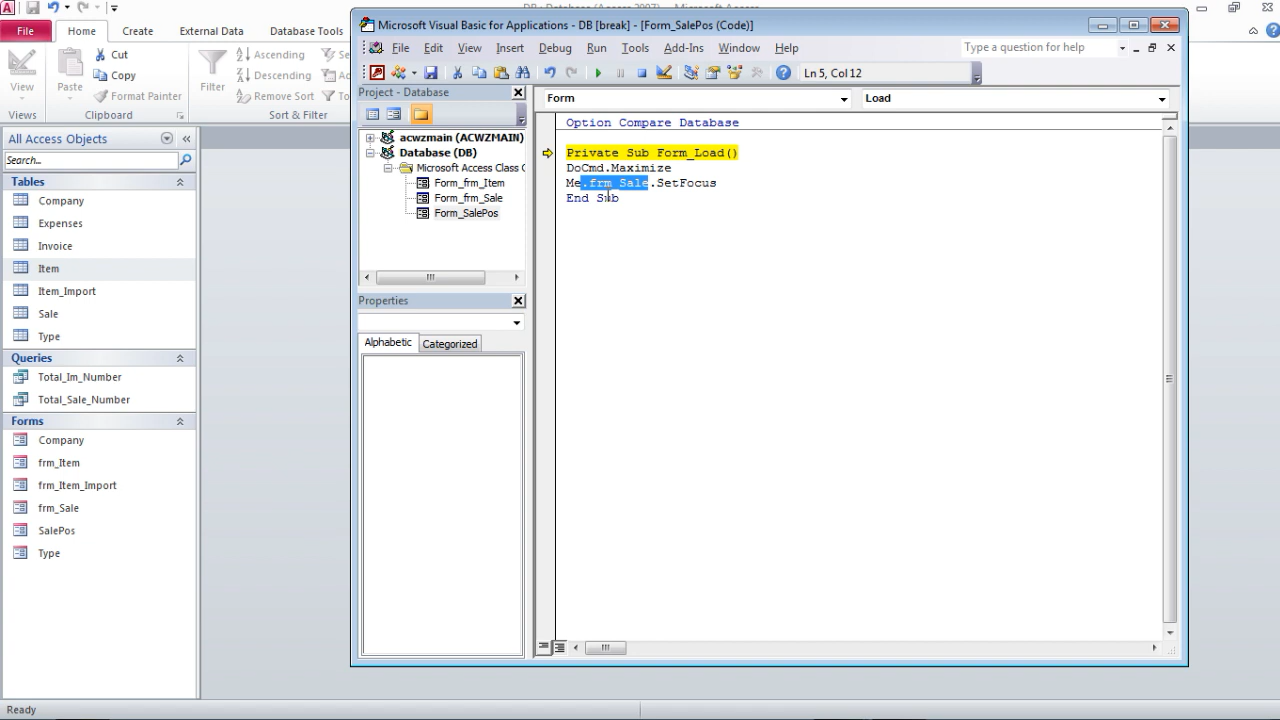 DB : Database (Access 2007)
File
Home
Create
External Data
Database Tools
View
Views
Paste
Cut
Copy
Format Painter
Clipboard
Filter
Ascending
Descending
Remove Sort
Sort & Filter
All Access Objects
Search...
Tables
Company
Expenses
Invoice
Item
Item_Import
Sale
Type
Queries
Total_Im_Number
Total_Sale_Number
Forms
Company
frm_Item
frm_Item_Import
frm_Sale
SalePos
Type
Ready
Microsoft Visual Basic for Applications - DB [break] - [Form_SalePos (Code)]
File Edit View Insert Debug Run Tools Add-Ins Window Help
Type a question for help
Ln 5, Col 12
Project - Database
acwzmain (ACWZMAIN)
Database (DB)
Microsoft Access Class
Form_frm_Item
Form_frm_Sale
Form_SalePos
Properties
Alphabetic Categorized
Form
Load
Option Compare Database
Private Sub Form_Load()
DoCmd.Maximize
Me.frm_Sale.SetFocus
End Sub